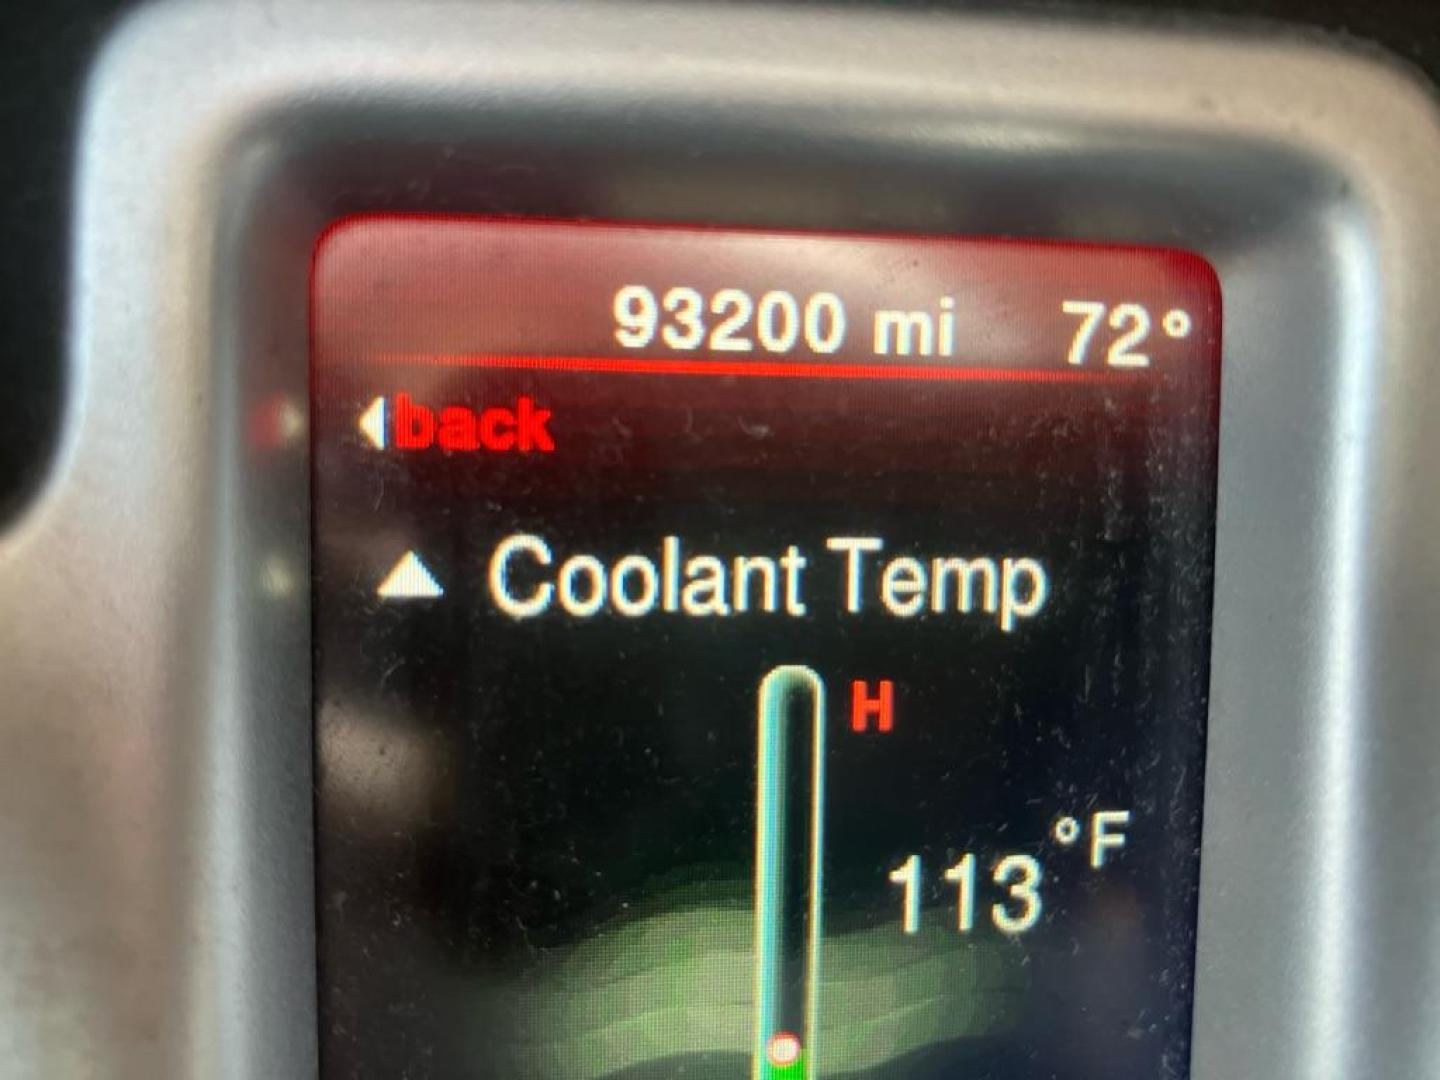 93200 mi 72°
back
Coolant Temp
H
113 °F